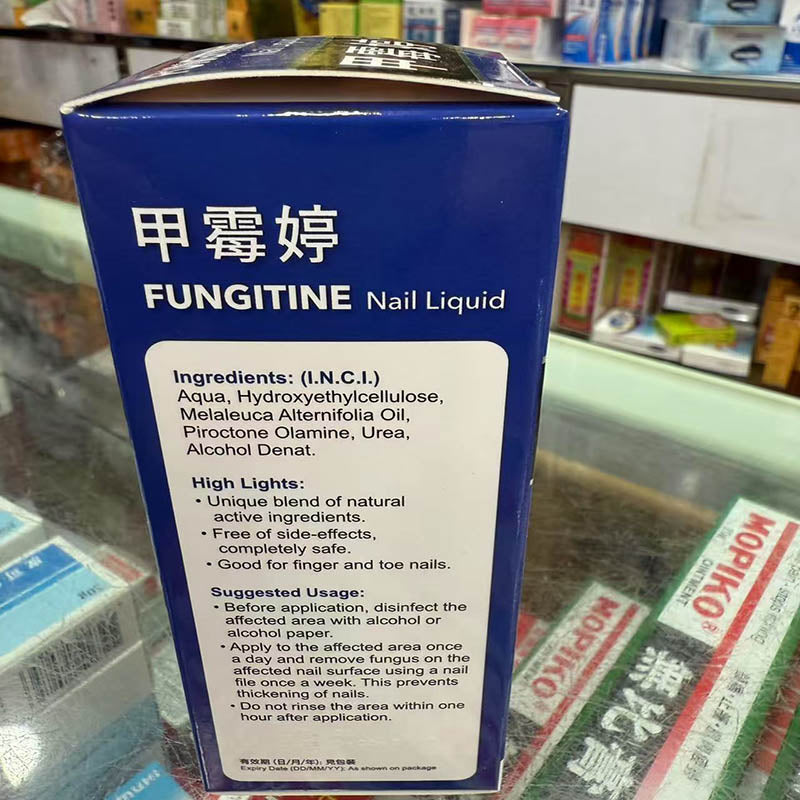 甲霉婷
FUNGITINE Nail Liquid
Ingredients: (I.N.C.I.)
Aqua, Hydroxyethylcellulose,
Melaleuca Alternifolia Oil,
Piroctone Olamine, Urea,
Alcohol Denat.
High Lights:
• Unique blend of natural
active ingredients.
• Free of side-effects,
completely safe.
• Good for finger and toe nails.
Suggested Usage:
• Before application, disinfect the
affected area with alcohol or
alcohol paper.
• Apply to the affected area once
a day and remove fungus on the
affected nail surface using a nail
file once a week. This prevents
thickening of nails.
• Do not rinse the area within one
hour after application.
有效期 (日/月/年): 見包裝
Expiry Date (DD/MM/YY): As shown on package
MOPIKO®
OINTMENT
無比膏
MOPIKO